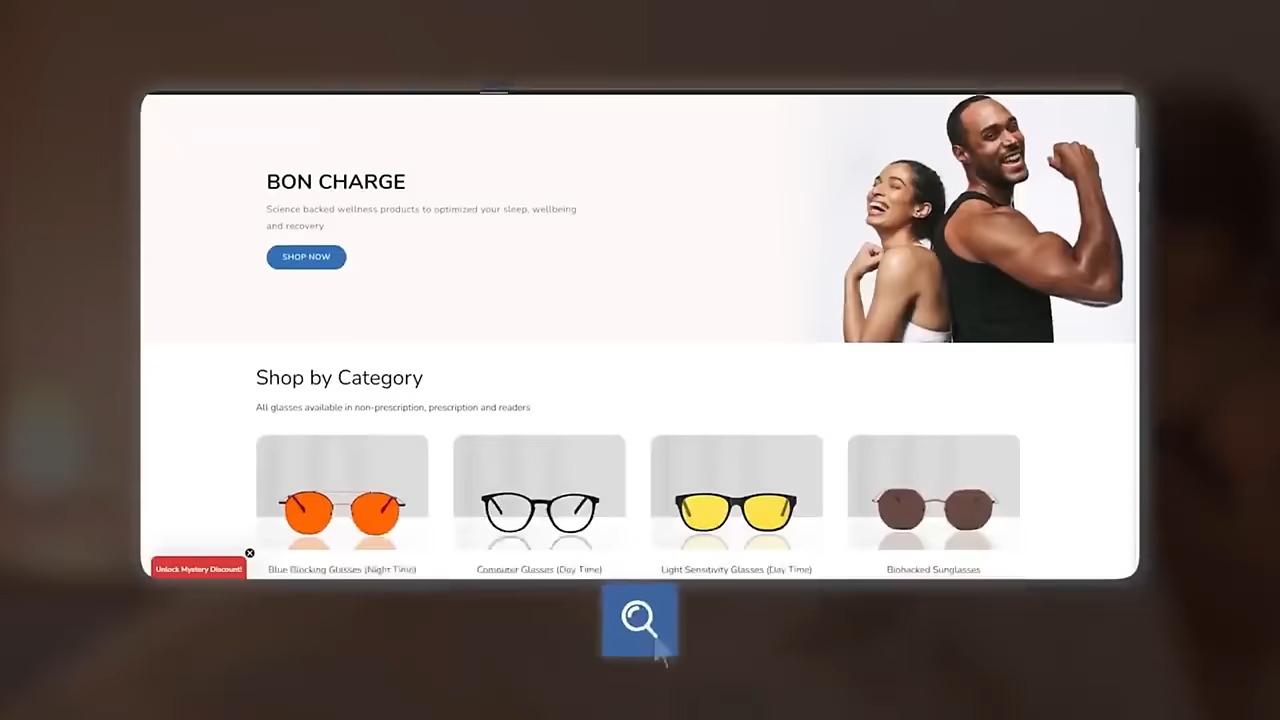 BON CHARGE
Science backed wellness products to optimized your sleep, wellbeing
and recovery
SHOP NOW
Shop by Category
All glasses available in non-prescription, prescription and readers
Unlock Mystery Discount!
Blue Blocking Glasses (Night Time)
Computer Glasses (Day Time)
Light Sensitivity Glasses (Day Time)
Biohacked Sunglasses